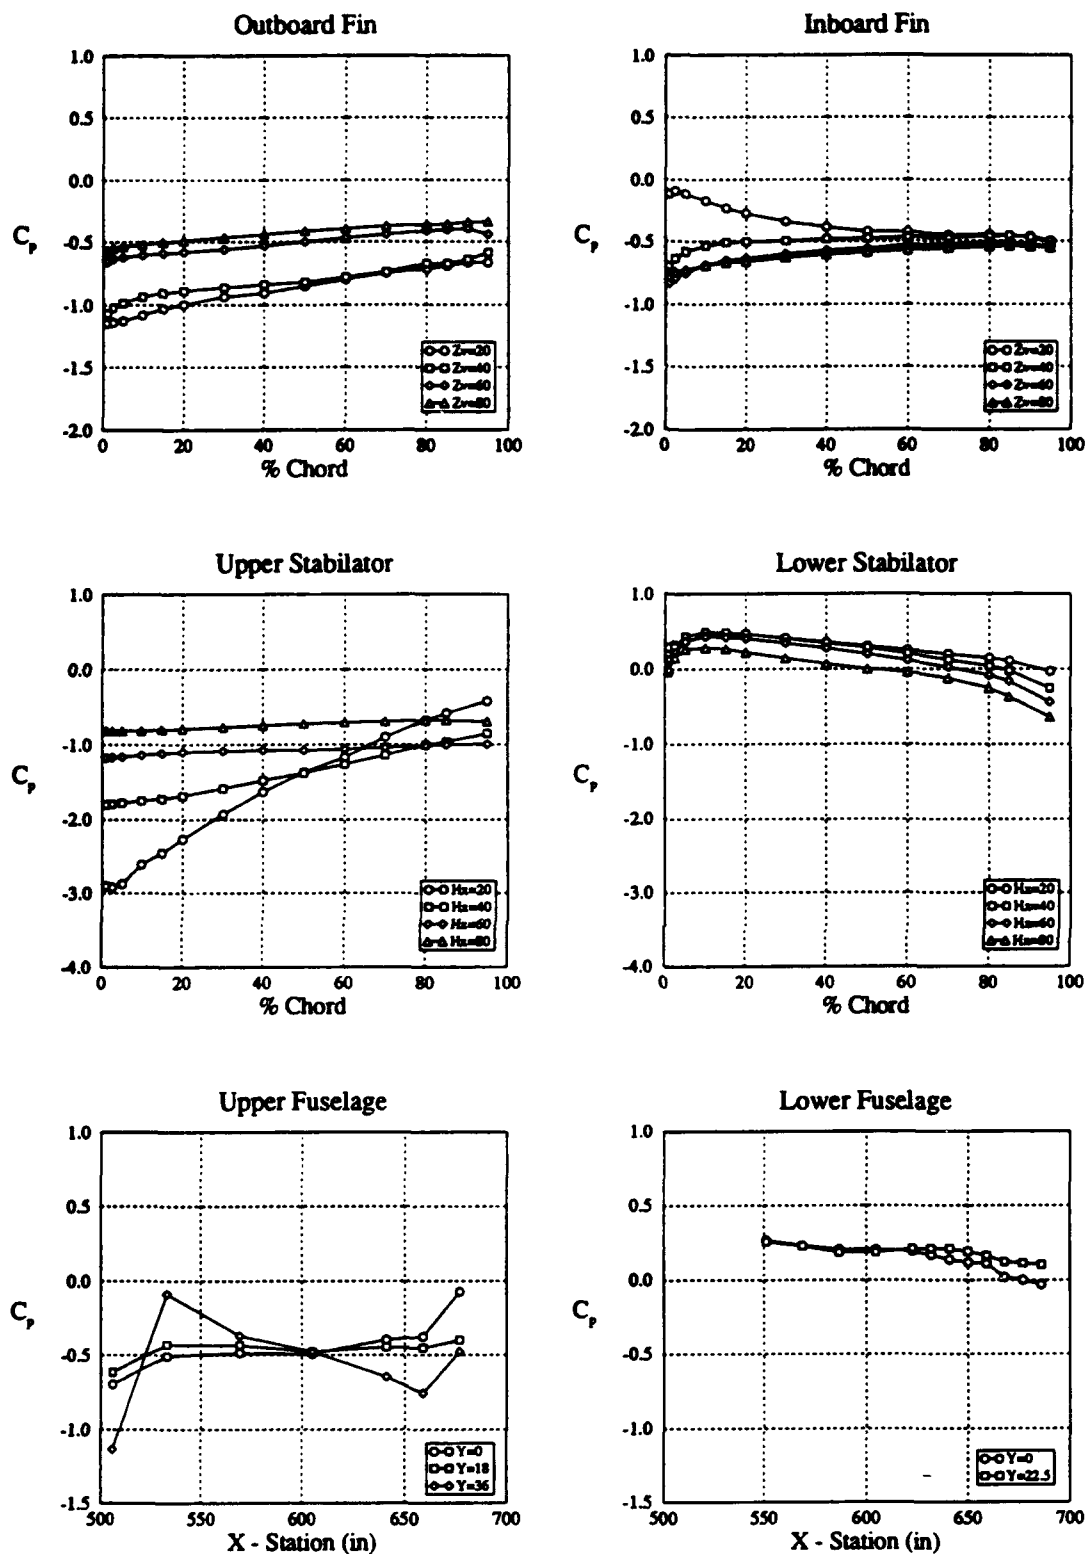 Outboard Fin
1.0
0.5
0.0
-0.5
-1.0
-1.5
-2.0
C_p
0 20 40 60 80 100
% Chord
Zv=20
Zv=40
Zv=60
Zv=80
Inboard Fin
1.0
0.5
0.0
-0.5
-1.0
-1.5
-2.0
C_p
0 20 40 60 80 100
% Chord
Zv=20
Zv=40
Zv=60
Zv=80
Upper Stabilator
1.0
0.0
-1.0
-2.0
-3.0
-4.0
C_p
0 20 40 60 80 100
% Chord
Hx=20
Hx=40
Hx=60
Hx=80
Lower Stabilator
1.0
0.0
-1.0
-2.0
-3.0
-4.0
C_p
0 20 40 60 80 100
% Chord
Hx=20
Hx=40
Hx=60
Hx=80
Upper Fuselage
1.0
0.5
0.0
-0.5
-1.0
-1.5
C_p
500 550 600 650 700
X - Station (in)
Y=0
Y=18
Y=36
Lower Fuselage
1.0
0.5
0.0
-0.5
-1.0
-1.5
C_p
500 550 600 650 700
X - Station (in)
Y=0
Y=22.5